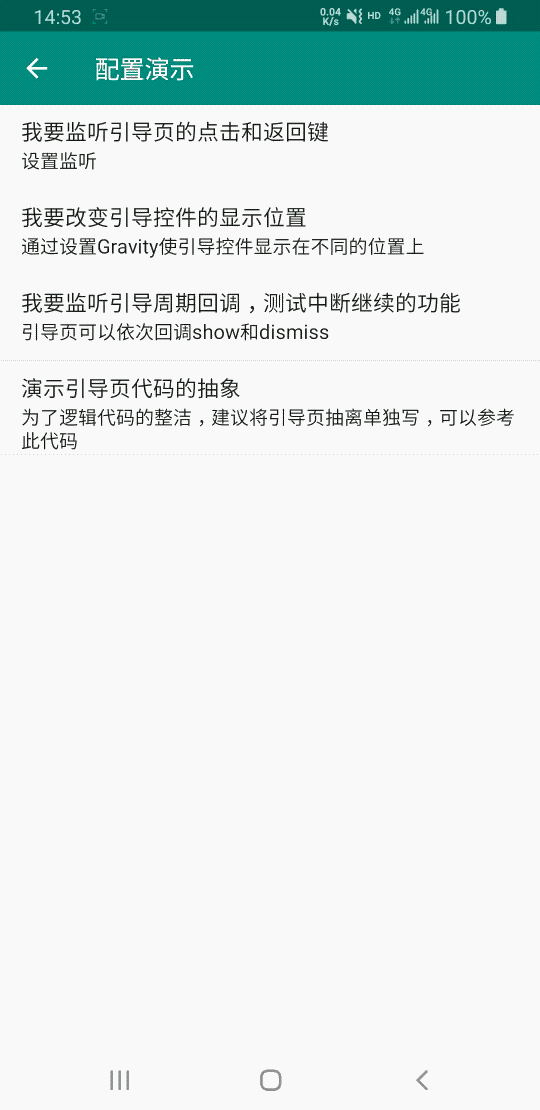 14:53 0.04 K/s HD 4G 4G 100%
配置演示
我要监听引导页的点击和返回键
设置监听
我要改变引导控件的显示位置
通过设置Gravity使引导控件显示在不同的位置上
我要监听引导周期回调，测试中断继续的功能
引导页可以依次回调show和dismiss
演示引导页代码的抽象
为了逻辑代码的整洁，建议将引导页抽离单独写，可以参考
此代码